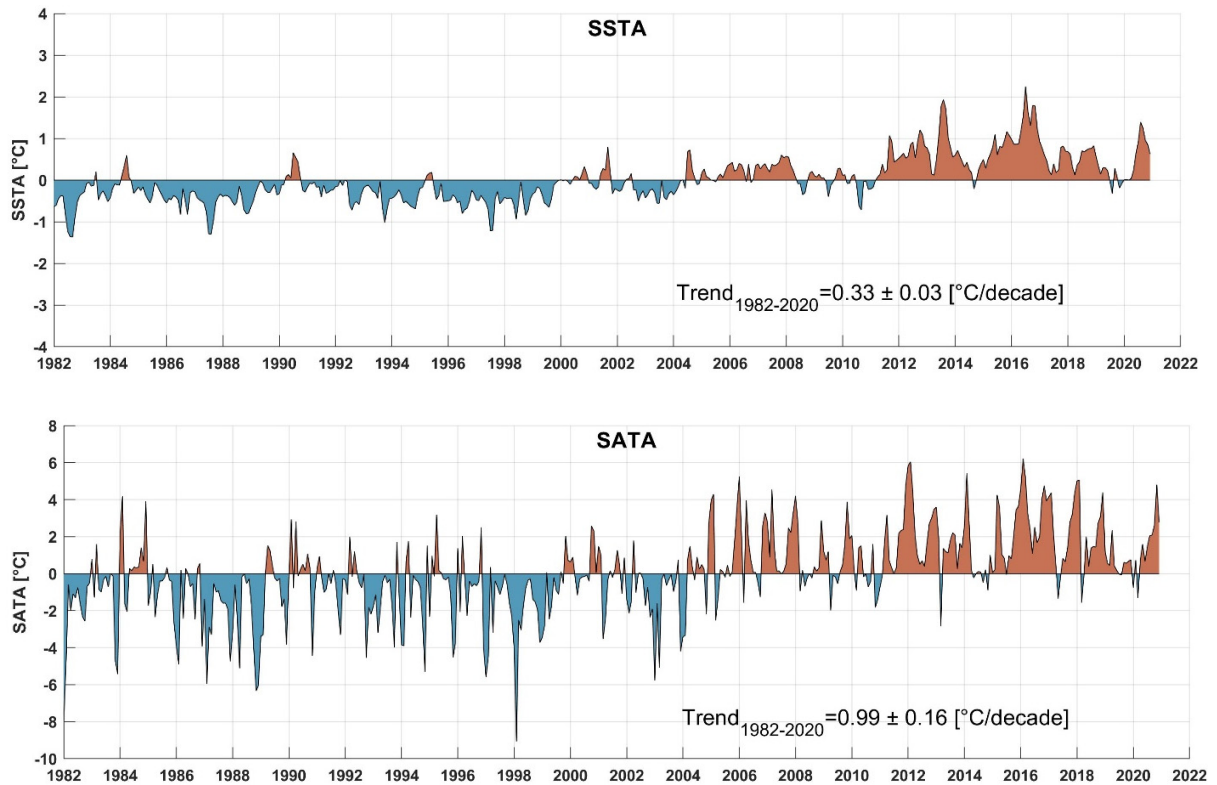 SSTA
SSTA [°C]
4
3
2
1
0
-1
-2
-3
-4
Trend1982-2020=0.33 ± 0.03 [°C/decade]
1982 1984 1986 1988 1990 1992 1994 1996 1998 2000 2002 2004 2006 2008 2010 2012 2014 2016 2018 2020 2022
SATA
SATA [°C]
8
6
4
2
0
-2
-4
-6
-8
-10
Trend1982-2020=0.99 ± 0.16 [°C/decade]
1982 1984 1986 1988 1990 1992 1994 1996 1998 2000 2002 2004 2006 2008 2010 2012 2014 2016 2018 2020 2022